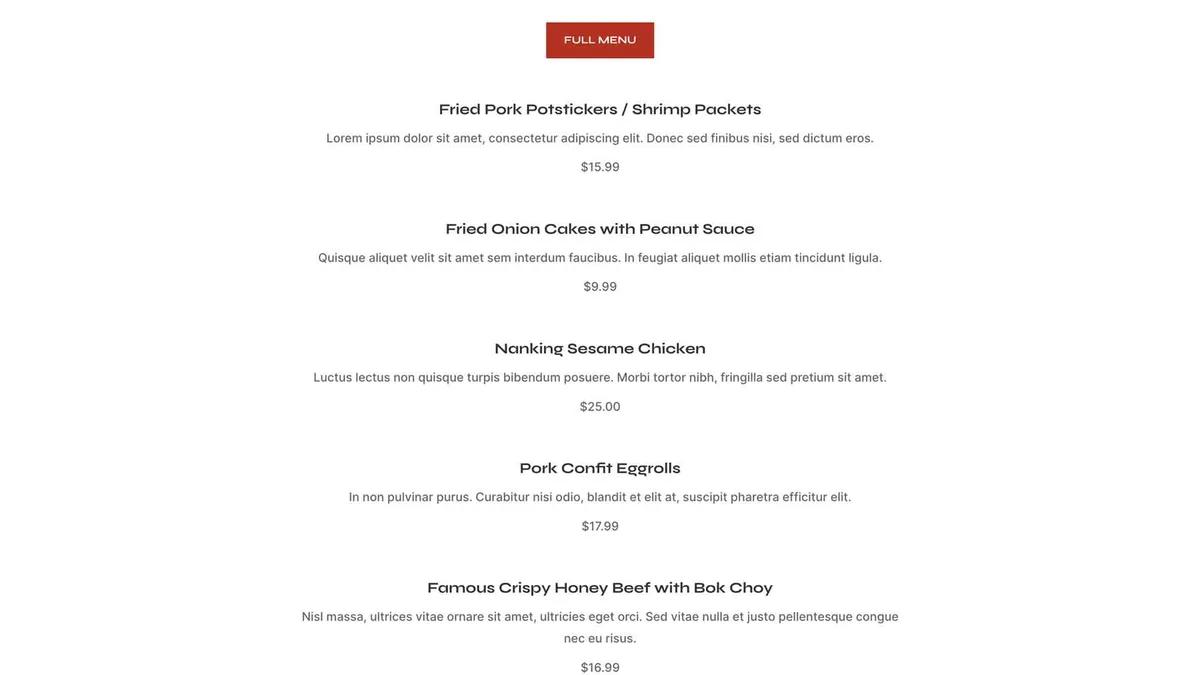 FULL MENU
Fried Pork Potstickers / Shrimp Packets
Lorem ipsum dolor sit amet, consectetur adipiscing elit. Donec sed finibus nisi, sed dictum eros.
$15.99
Fried Onion Cakes with Peanut Sauce
Quisque aliquet velit sit amet sem interdum faucibus. In feugiat aliquet mollis etiam tincidunt ligula.
$9.99
Nanking Sesame Chicken
Luctus lectus non quisque turpis bibendum posuere. Morbi tortor nibh, fringilla sed pretium sit amet.
$25.00
Pork Confit Eggrolls
In non pulvinar purus. Curabitur nisi odio, blandit et elit at, suscipit pharetra efficitur elit.
$17.99
Famous Crispy Honey Beef with Bok Choy
Nisl massa, ultrices vitae ornare sit amet, ultricies eget orci. Sed vitae nulla et justo pellentesque congue
nec eu risus.
$16.99